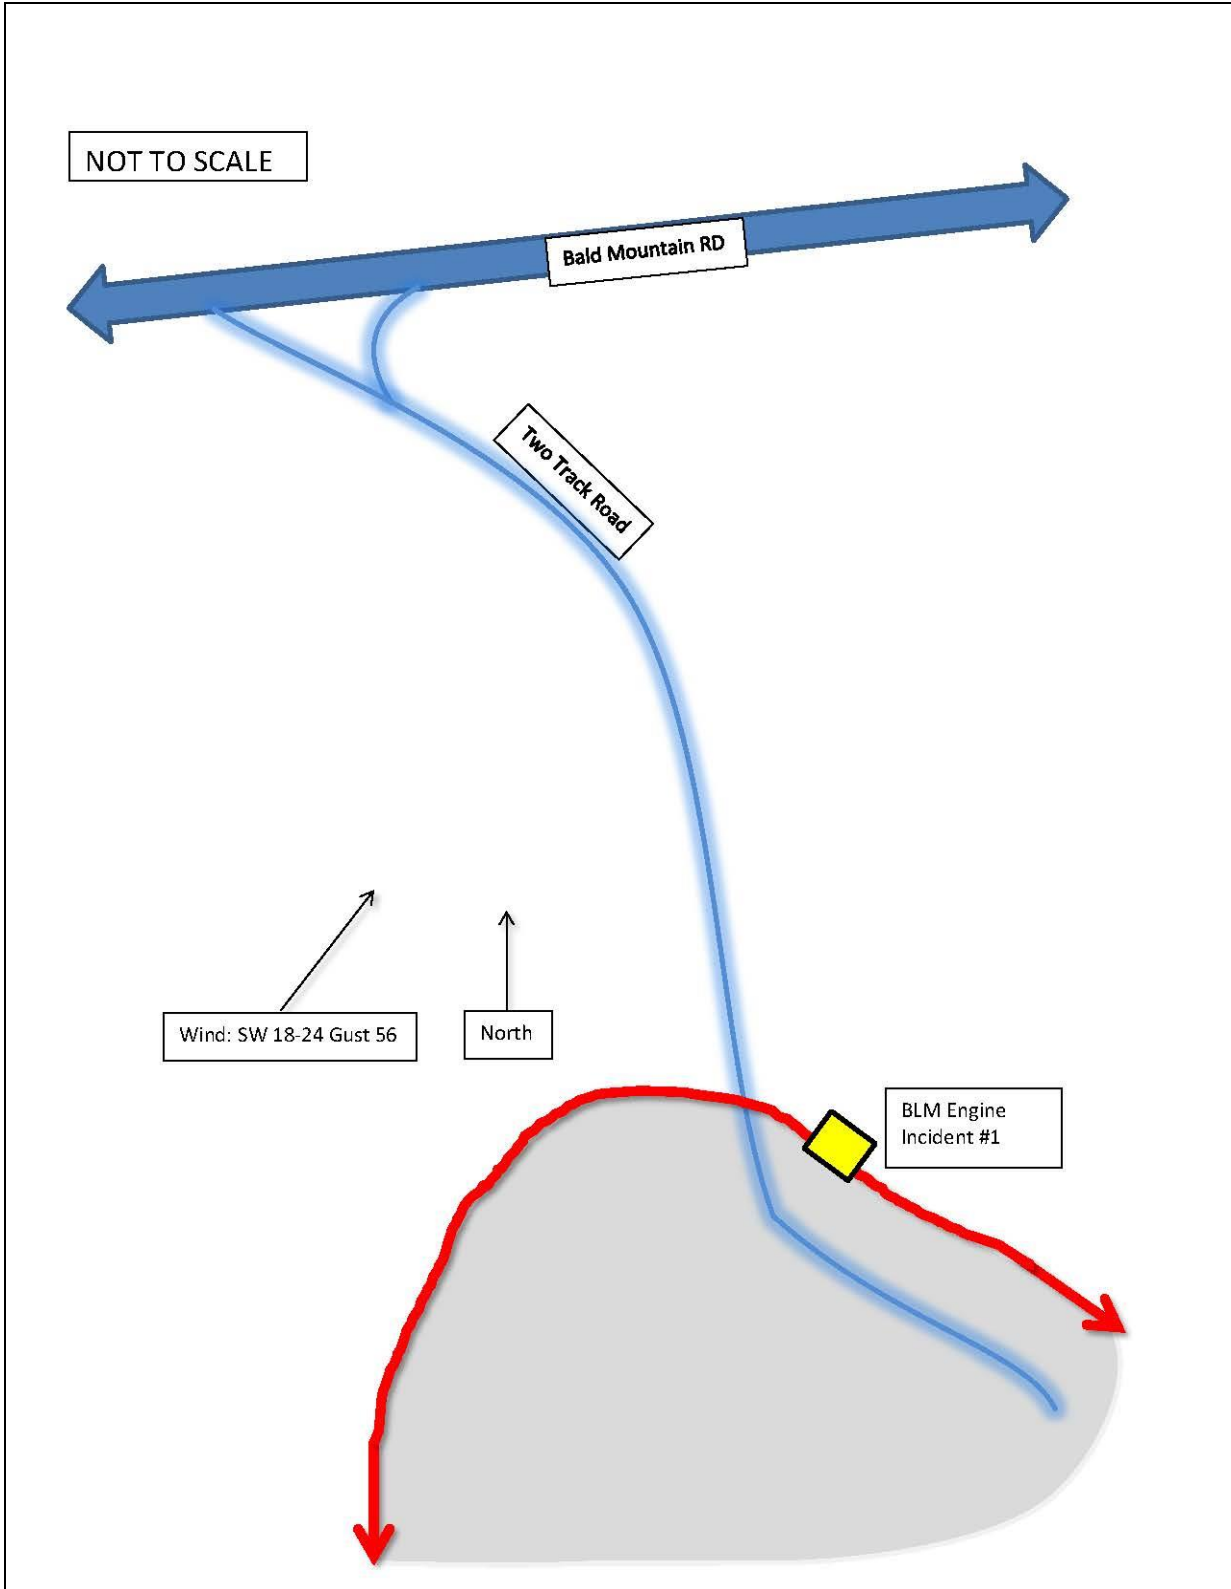 NOT TO SCALE
Bald Mountain RD
Two Track Road
Wind: SW 18-24 Gust 56
North
BLM Engine
Incident #1